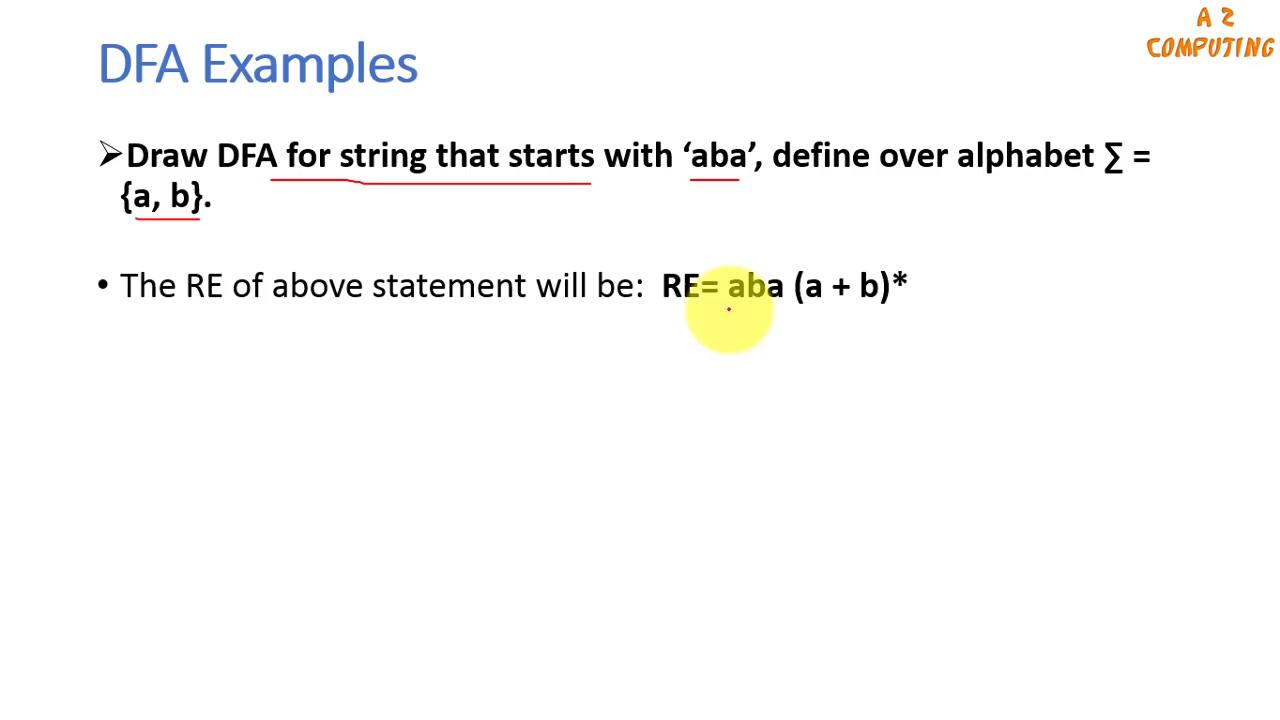 A Z
COMPUTING
DFA Examples
➢Draw DFA for string that starts with ‘aba’, define over alphabet ∑ =
{a, b}.
• The RE of above statement will be: RE= aba (a + b)*